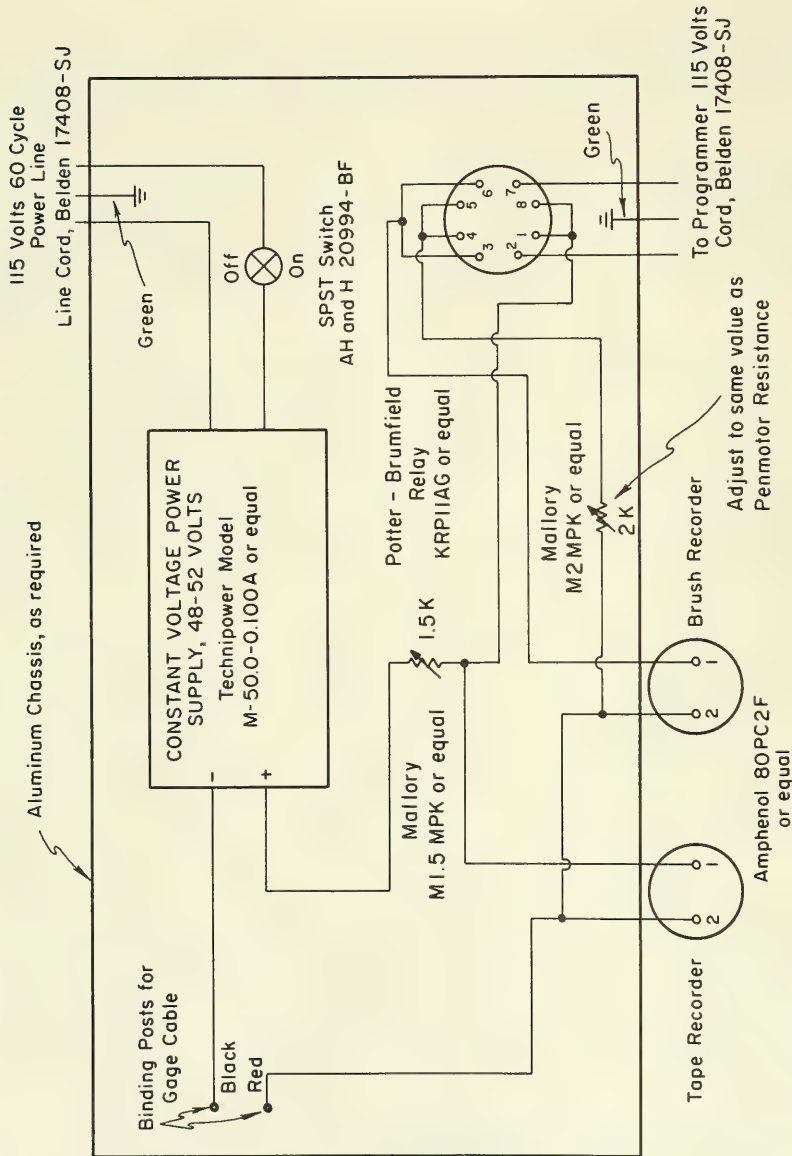 Aluminum Chassis, as required
115 Volts 60 Cycle
Power Line
Line Cord, Belden 17408-SJ
Green
Binding Posts for
Gage Cable
Black
Red
-
+
CONSTANT VOLTAGE POWER
SUPPLY, 48-52 VOLTS
Technipower Model
M-50.0-0.100A or equal
Off
On
SPST Switch
AH and H 20994-BF
Mallory
M1.5 MPK or equal
1.5K
Potter - Brumfield
Relay
KRP11AG or equal
Mallory
M2 MPK or equal
2K
Adjust to same value as
Penmotor Resistance
3
4
5
6
2
1
8
7
Green
To Programmer 115 Volts
Cord, Belden 17408-SJ
Tape Recorder
2
1
Amphenol 80PC2F
or equal
2
1
Brush Recorder